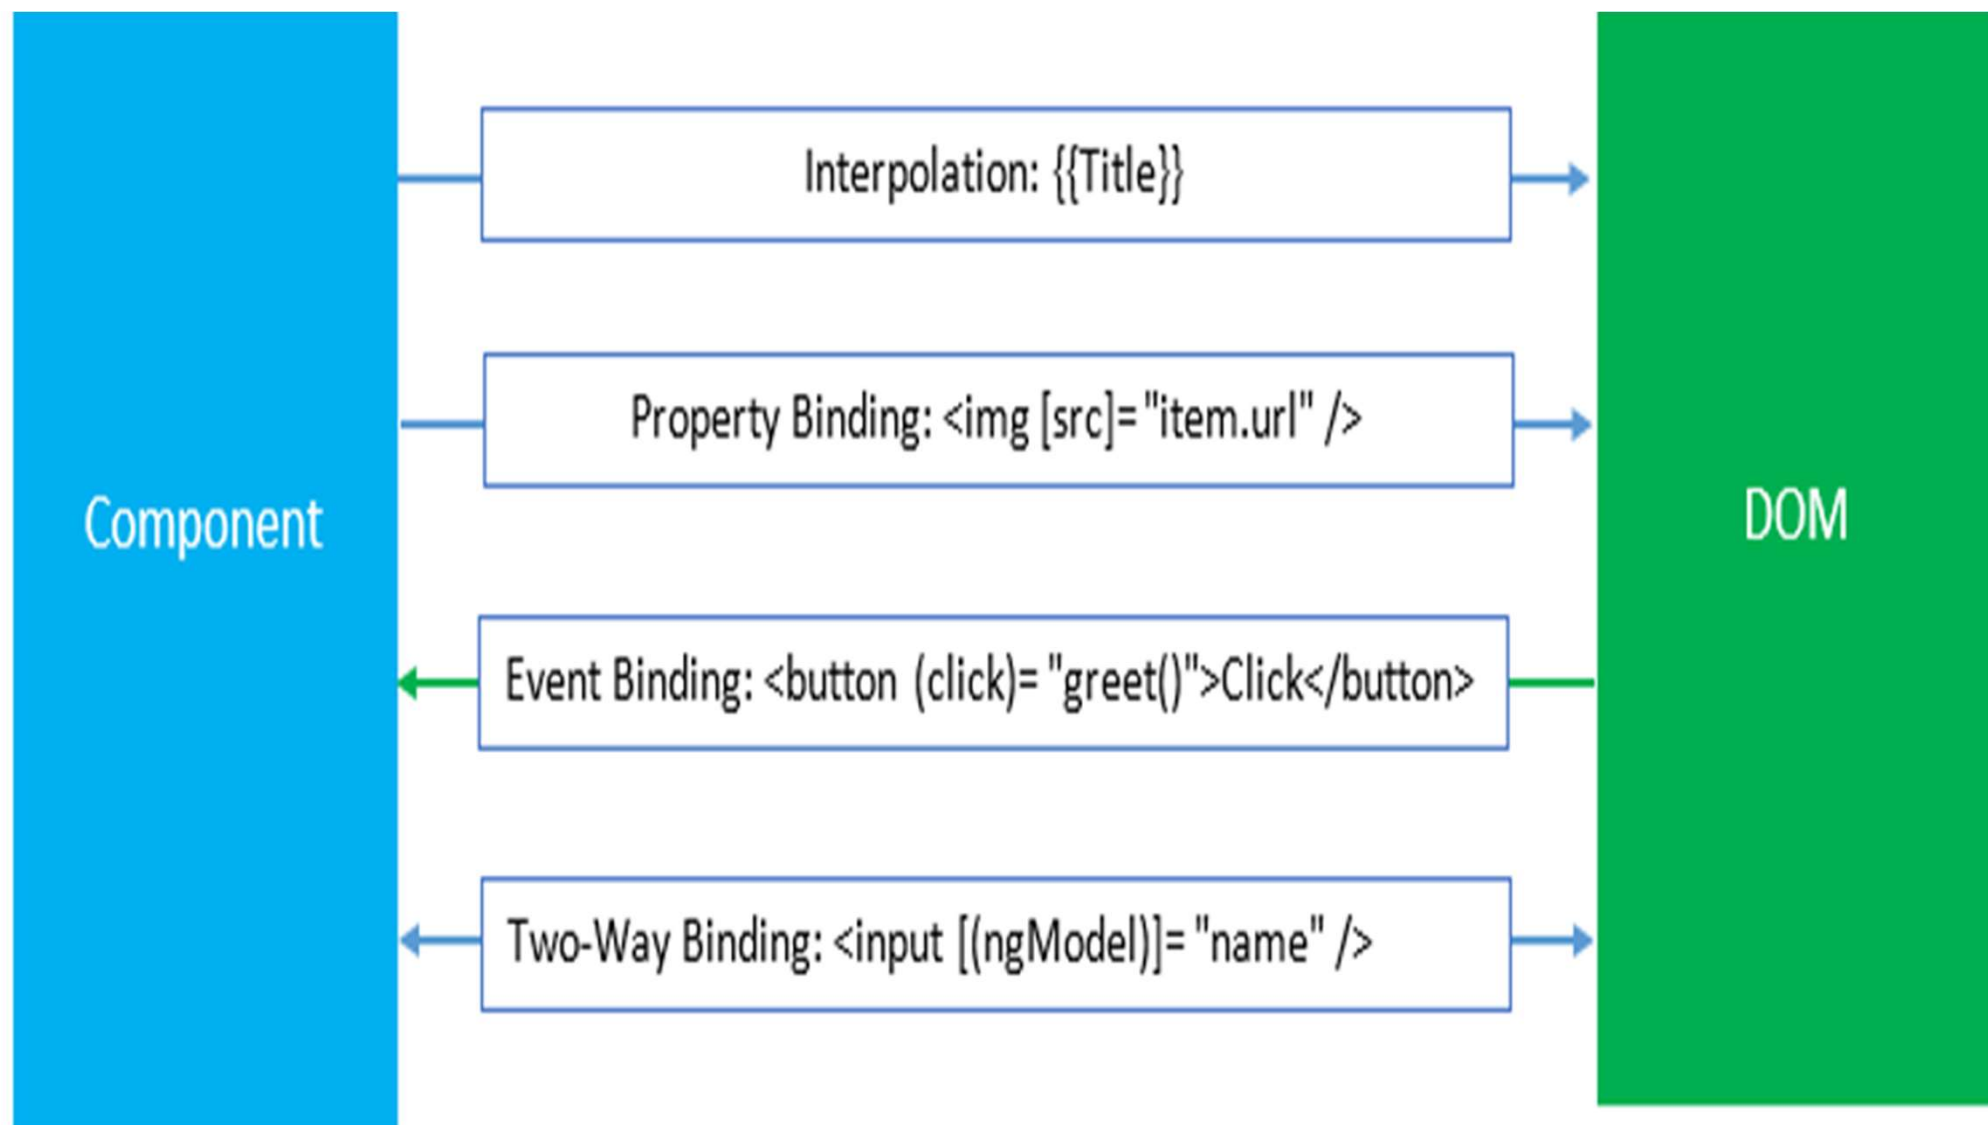 Interpolation: {{Title}}
Property Binding: <img [src]="item.url" />
Component
DOM
Event Binding: <button (click)="greet()">Click</button>
Two-Way Binding: <input [(ngModel)]="name" />